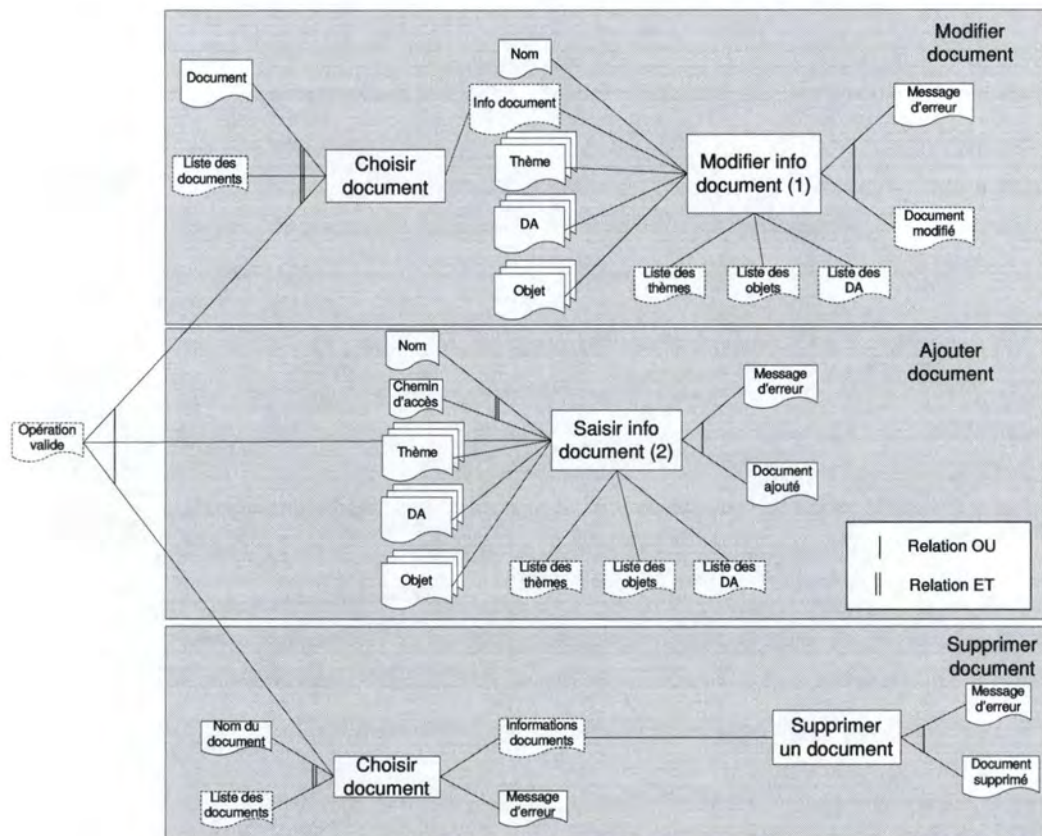 Modifier
document
Nom
Document
Info document
Message
d'erreur
Liste des
documents
Choisir
document
Thème
Modifier info
document (1)
DA
Document
modifié
Objet
Liste des
thèmes
Liste des
objets
Liste des
DA
Ajouter
document
Nom
Chemin
d'accès
Message
d'erreur
Opération
valide
Thème
Saisir info
document (2)
DA
Document
ajouté
Objet
Liste des
thèmes
Liste des
objets
Liste des
DA
Relation OU
Relation ET
Supprimer
document
Nom du
document
Informations
documents
Supprimer
un document
Message
d'erreur
Choisir
document
Liste des
documents
Message
d'erreur
Document
supprimé